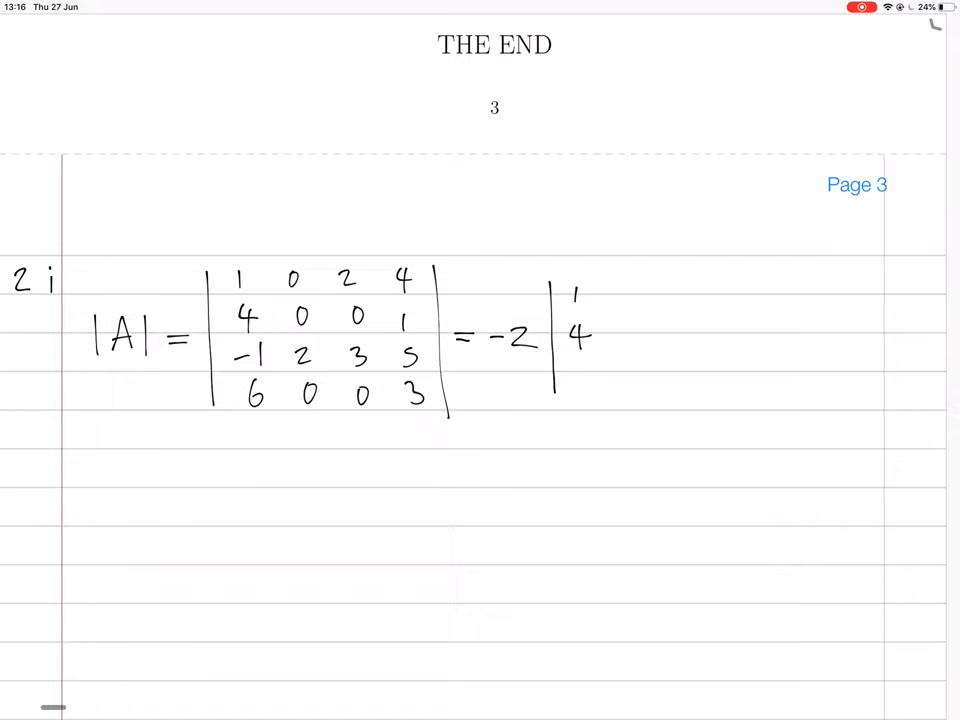 13:16 Thu 27 Jun 24%
THE END
3
Page 3
2 i
1 0 2 4 1
4 0 0 1 4
|A| = = -2
-1 2 3 5
6 0 0 3